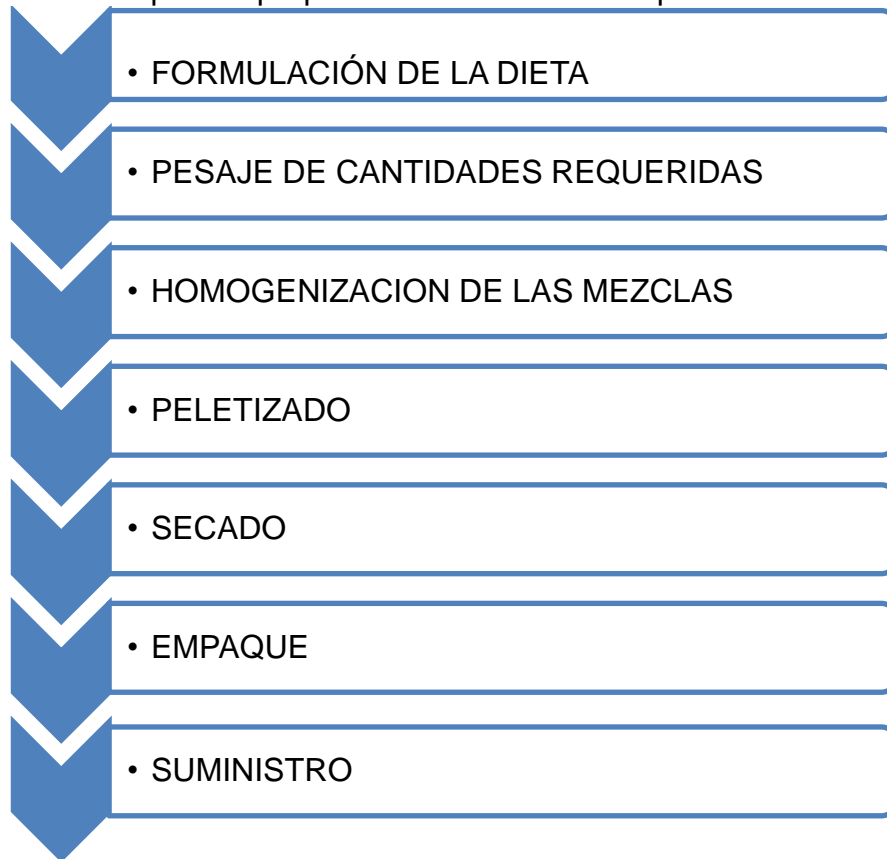 • FORMULACIÓN DE LA DIETA
• PESAJE DE CANTIDADES REQUERIDAS
• HOMOGENIZACION DE LAS MEZCLAS
• PELETIZADO
• SECADO
• EMPAQUE
• SUMINISTRO